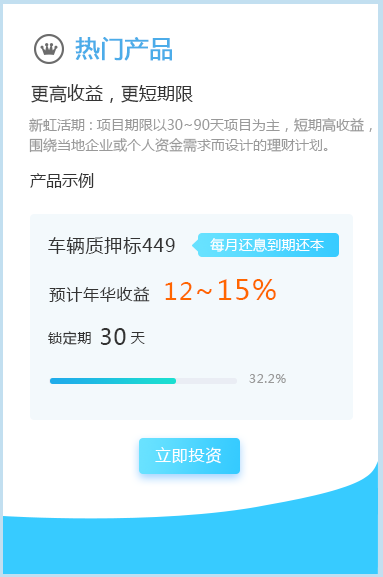 热门产品
更高收益，更短期限
新虹活期：项目期限以30~90天项目为主，短期高收益，
围绕当地企业或个人资金需求而设计的理财计划。
产品示例
车辆质押标449
每月还息到期还本
预计年华收益 12~15%
锁定期 30 天
32.2%
立即投资